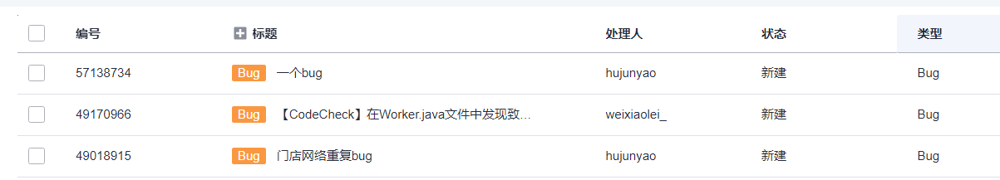 编号 标题 处理人 状态 类型
57138734 Bug 一个bug hujunyao 新建 Bug
49170966 Bug 【CodeCheck】在Worker.java文件中发现致... weixiaolei_ 新建 Bug
49018915 Bug 门店网络重复bug hujunyao 新建 Bug